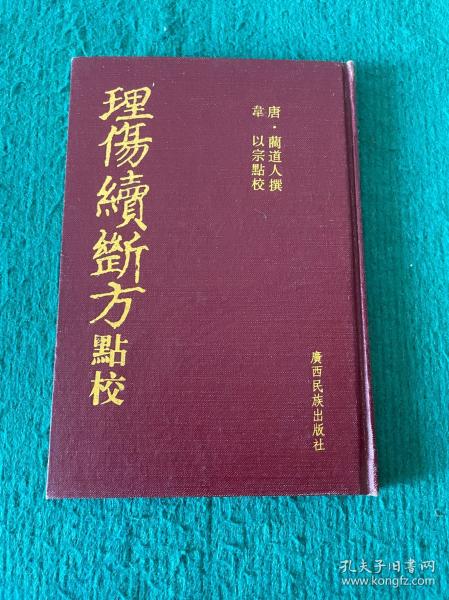 理傷續斷方點校
唐·藺道人撰
韋以宗點校
廣西民族出版社
孔夫子旧书网
www.kongfz.com